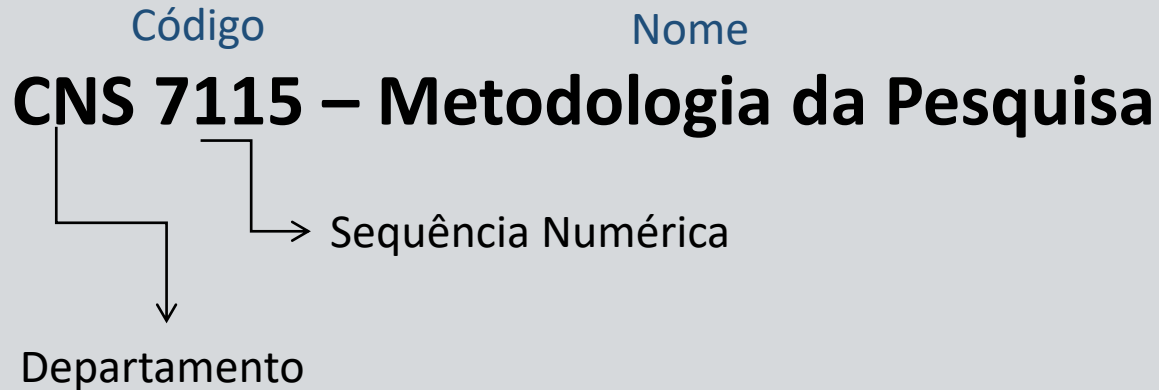 Código Nome
CNS 7115 – Metodologia da Pesquisa
Sequência Numérica
Departamento